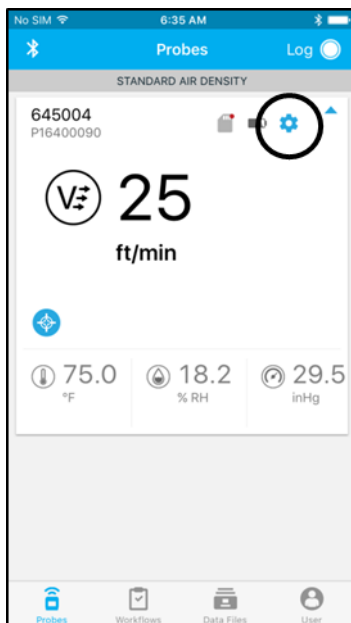 No SIM 6:35 AM
Probes Log
STANDARD AIR DENSITY
645004
P16400090
V 25
ft/min
75.0 18.2 29.5
°F % RH inHg
Probes Workflows Data Files User